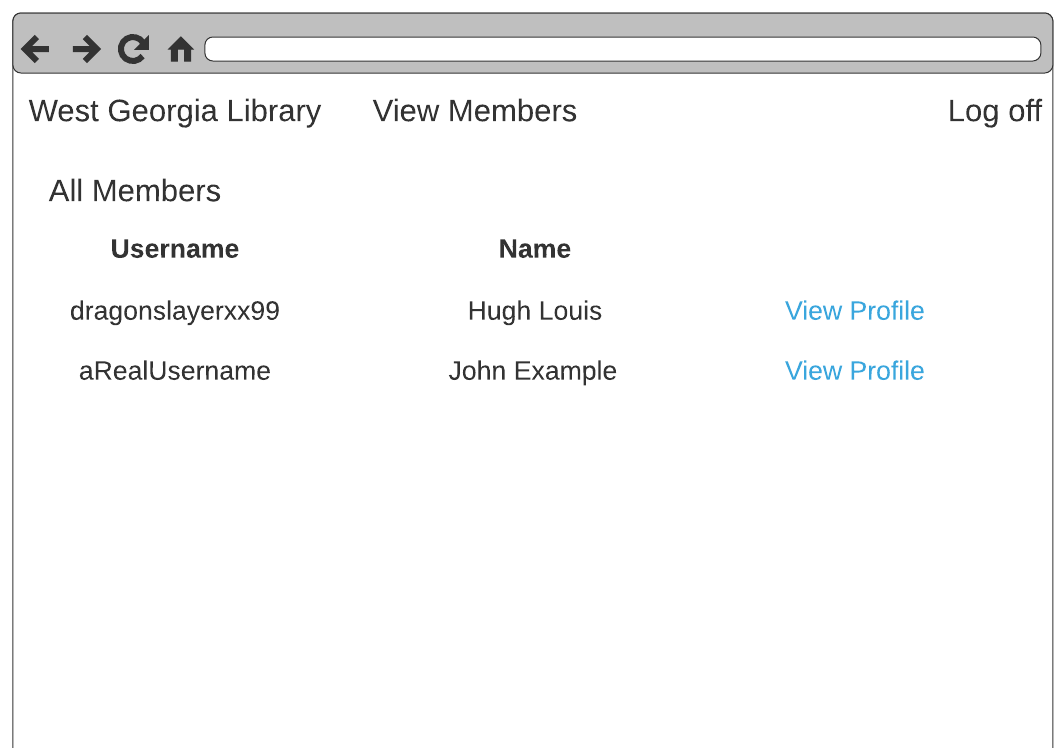 West Georgia Library View Members Log off
All Members
Username Name
dragonslayerxx99 Hugh Louis View Profile
aRealUsername John Example View Profile